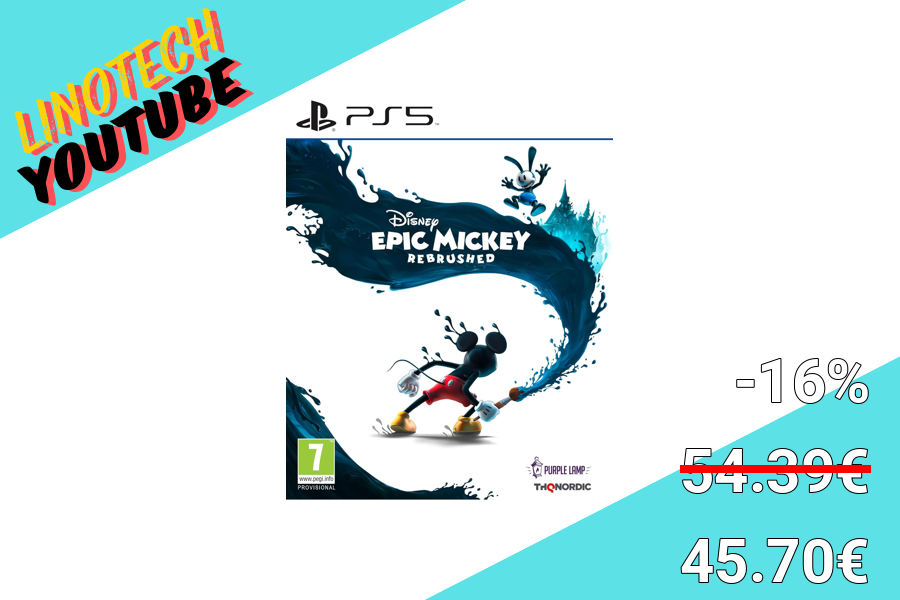 LINOTECH
YOUTUBE
PS5
Disney
EPIC MICKEY
REBRUSHED
7
www.pegi.info
PROVISIONAL
PURPLE LAMP
THQNORDIC
-16%
54.39€
45.70€